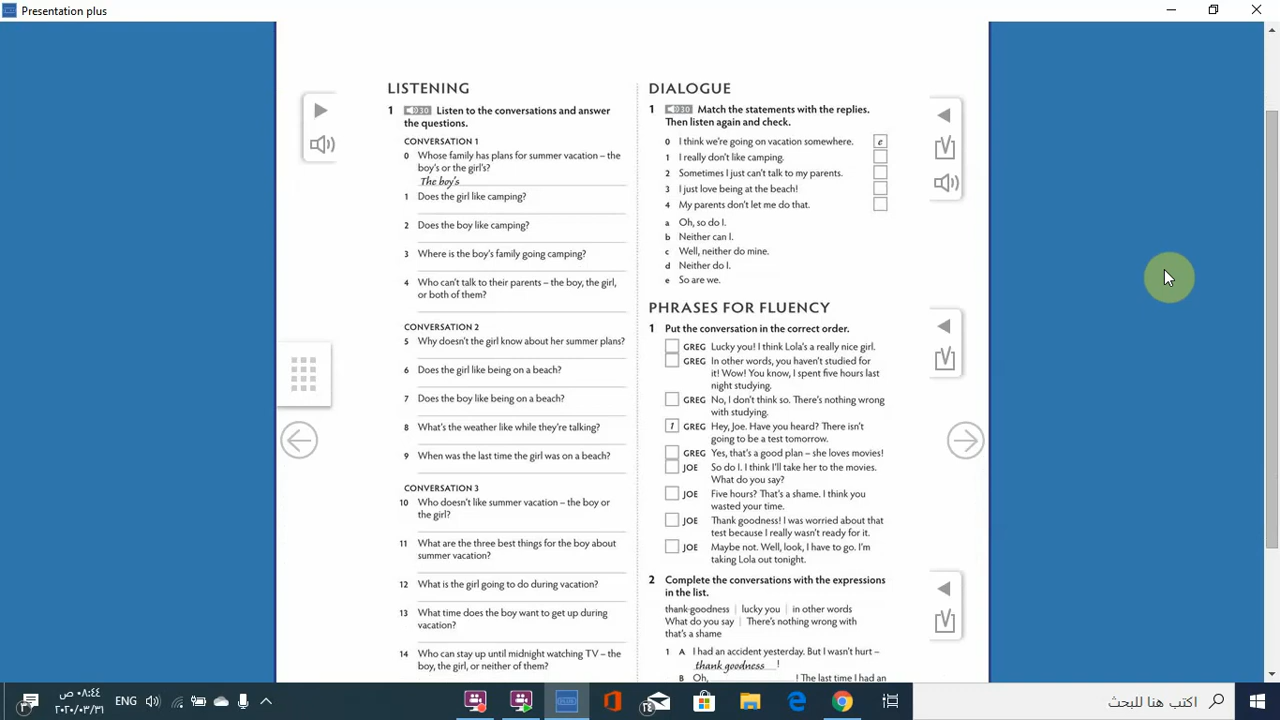 Presentation plus
LISTENING
1 30 Listen to the conversations and answer
the questions.
CONVERSATION 1
0 Whose family has plans for summer vacation – the
boy's or the girl's?
The boy's
1 Does the girl like camping?
2 Does the boy like camping?
3 Where is the boy's family going camping?
4 Who can't talk to their parents – the boy, the girl,
or both of them?
CONVERSATION 2
5 Why doesn't the girl know about her summer plans?
6 Does the girl like being on a beach?
7 Does the boy like being on a beach?
8 What's the weather like while they're talking?
9 When was the last time the girl was on a beach?
CONVERSATION 3
10 Who doesn't like summer vacation – the boy or
the girl?
11 What are the three best things for the boy about
summer vacation?
12 What is the girl going to do during vacation?
13 What time does the boy want to get up during
vacation?
14 Who can stay up until midnight watching TV – the
boy, the girl, or neither of them?
DIALOGUE
1 30 Match the statements with the replies.
Then listen again and check.
0 I think we're going on vacation somewhere. e
1 I really don't like camping.
2 Sometimes I just can't talk to my parents.
3 I just love being at the beach!
4 My parents don't let me do that.
a Oh, so do I.
b Neither can I.
c Well, neither do mine.
d Neither do I.
e So are we.
PHRASES FOR FLUENCY
1 Put the conversation in the correct order.
GREG Lucky you! I think Lola's a really nice girl.
GREG In other words, you haven't studied for
it! Wow! You know, I spent five hours last
night studying.
GREG No, I don't think so. There's nothing wrong
with studying.
1 GREG Hey, Joe. Have you heard? There isn't
going to be a test tomorrow.
GREG Yes, that's a good plan – she loves movies!
JOE So do I. I think I'll take her to the movies.
What do you say?
JOE Five hours? That's a shame. I think you
wasted your time.
JOE Thank goodness! I was worried about that
test because I really wasn't ready for it.
JOE Maybe not. Well, look, I have to go. I'm
taking Lola out tonight.
2 Complete the conversations with the expressions
in the list.
thank goodness | lucky you | in other words
What do you say | There's nothing wrong with
that's a shame
1 A I had an accident yesterday. But I wasn't hurt –
thank goodness !
B Oh, ! The last time I had an
٠٨:٤٤ ص
٢٠٢٠/٠٣/٣١
ENG
اكتب هنا للبحث